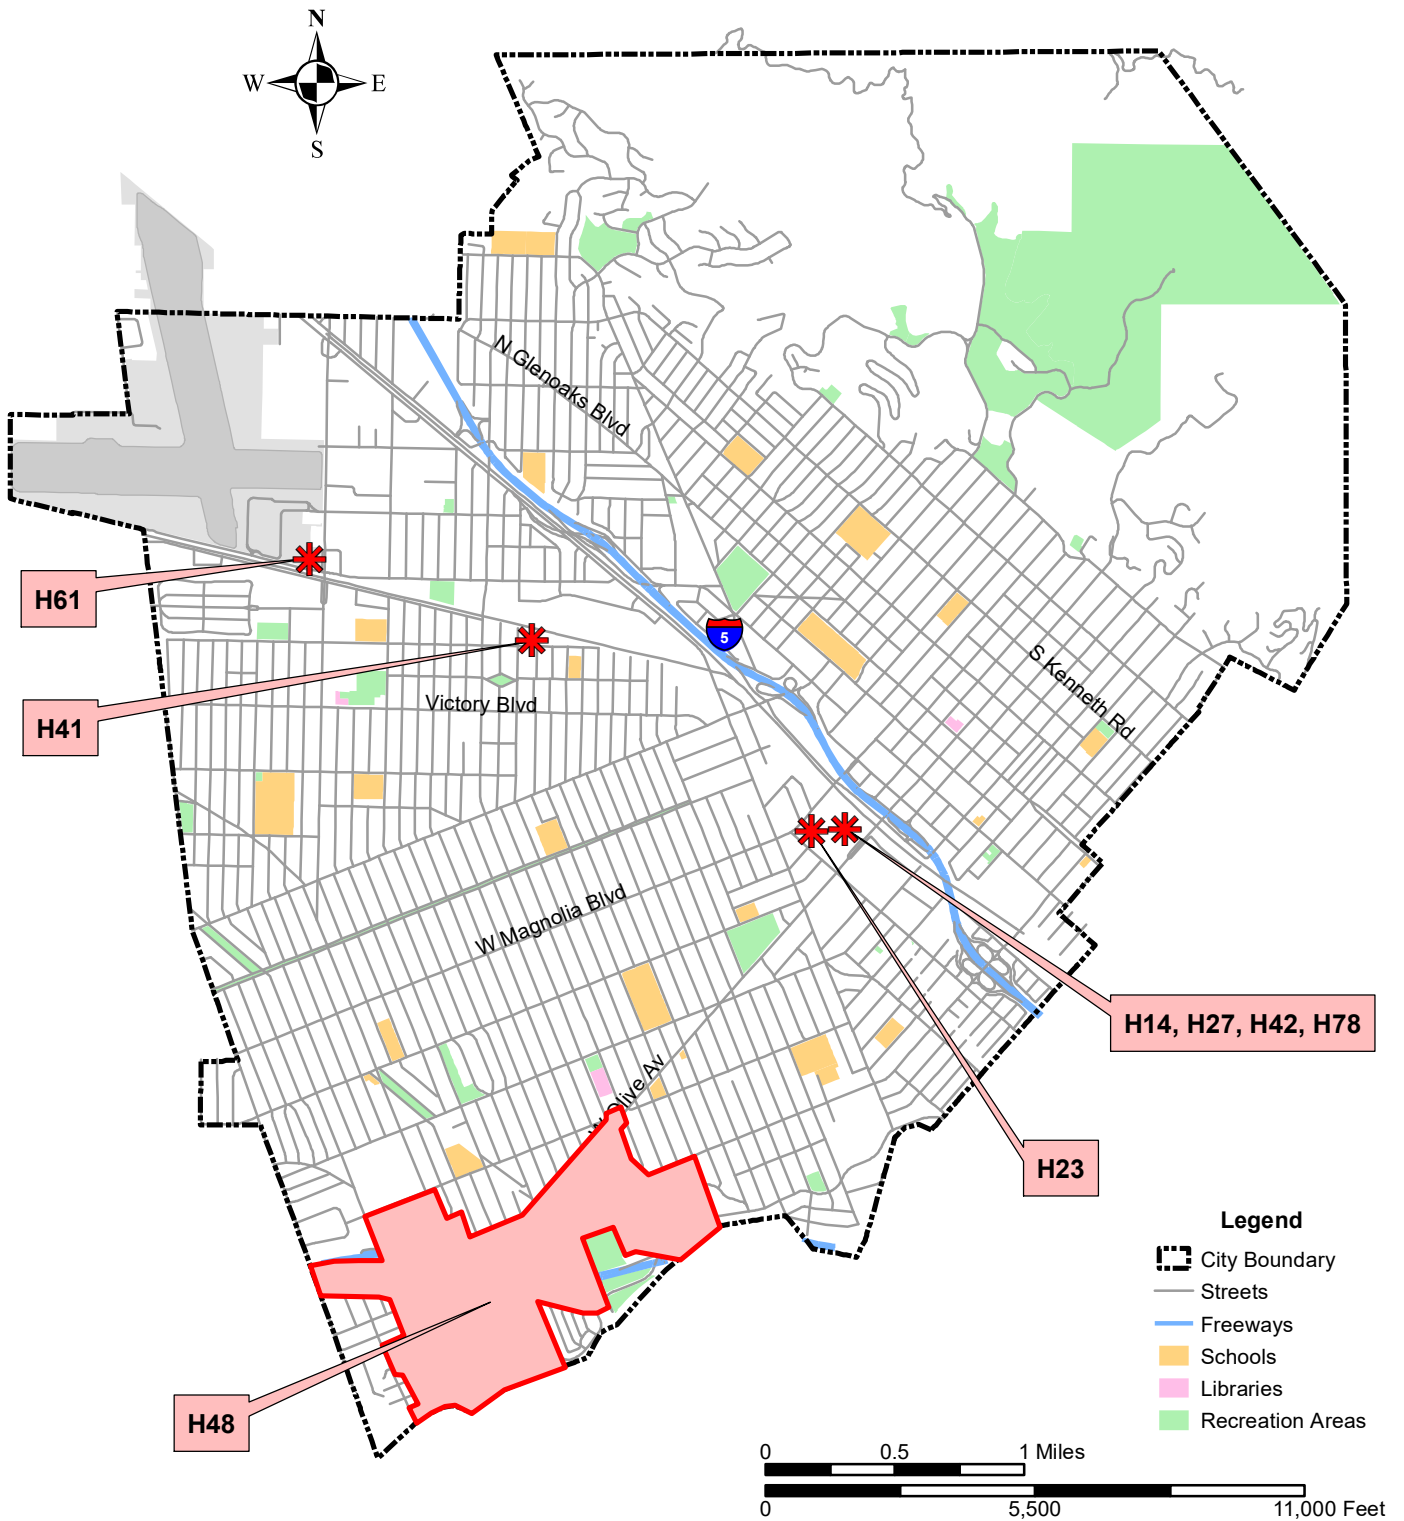 N
W E
S
N Glenoaks Blvd
H61
5
S Kenneth Rd
H41
Victory Blvd
W Magnolia Blvd
H14, H27, H42, H78
W Olive Av
H23
Legend
City Boundary
Streets
Freeways
Schools
Libraries
Recreation Areas
H48
0 0.5 1 Miles
0 5,500 11,000 Feet